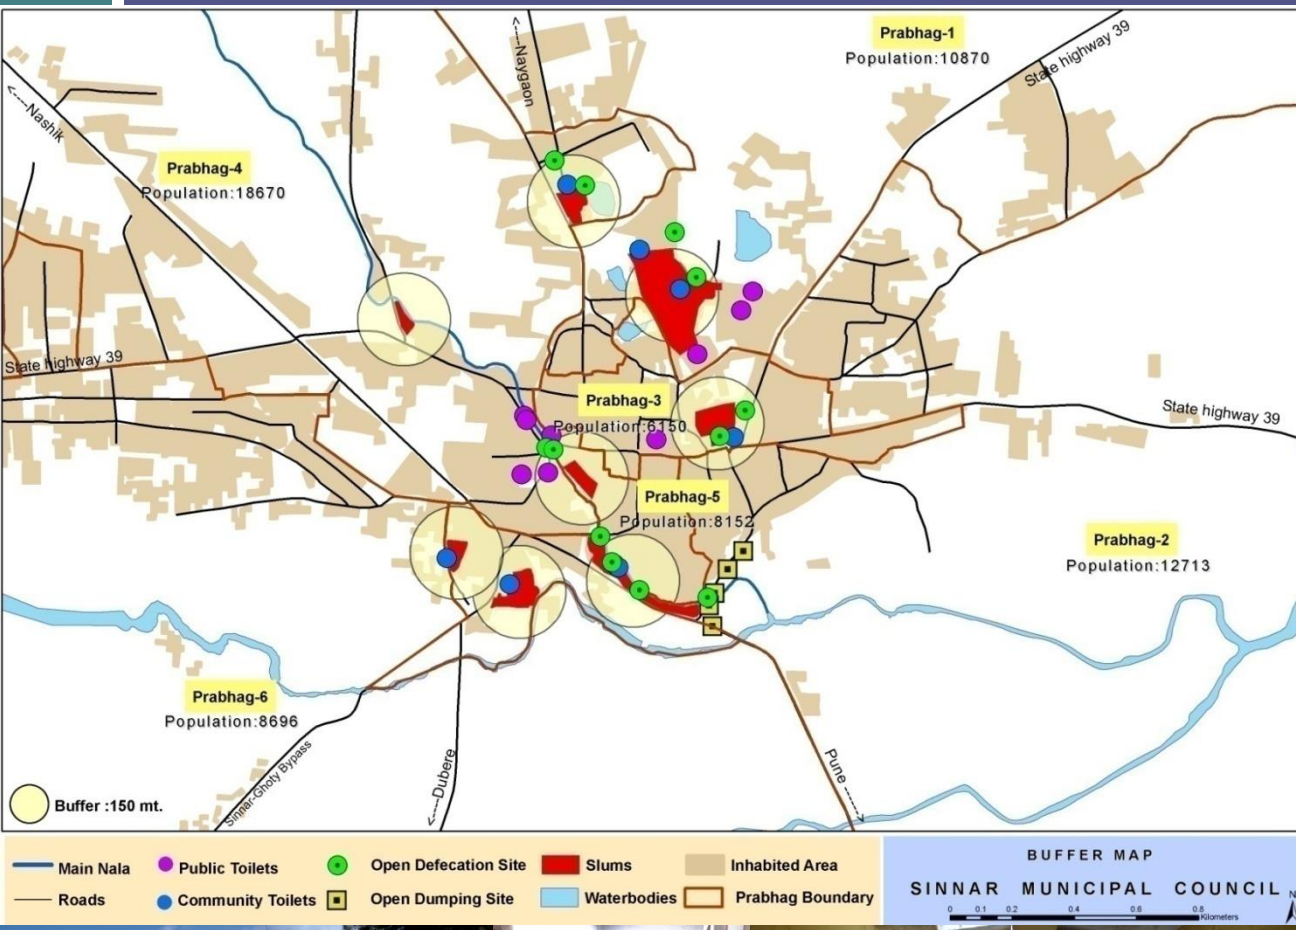 Prabhag-1
Population:10870
State highway 39
<----Naygaon
<----Nashik
Prabhag-4
Population:18670
State highway 39
Prabhag-3
Population:6150
State highway 39
Prabhag-5
Population:8152
Prabhag-2
Population:12713
Prabhag-6
Population:8696
Sinnar-Ghoty Bypass
<----Dubere
Pune ---->
Buffer :150 mt.
Main Nala
Public Toilets
Open Defecation Site
Slums
Inhabited Area
Roads
Community Toilets
Open Dumping Site
Waterbodies
Prabhag Boundary
BUFFER MAP
SINNAR MUNICIPAL COUNCIL
N
0 0.1 0.2 0.4 0.6 0.8
Kilometers